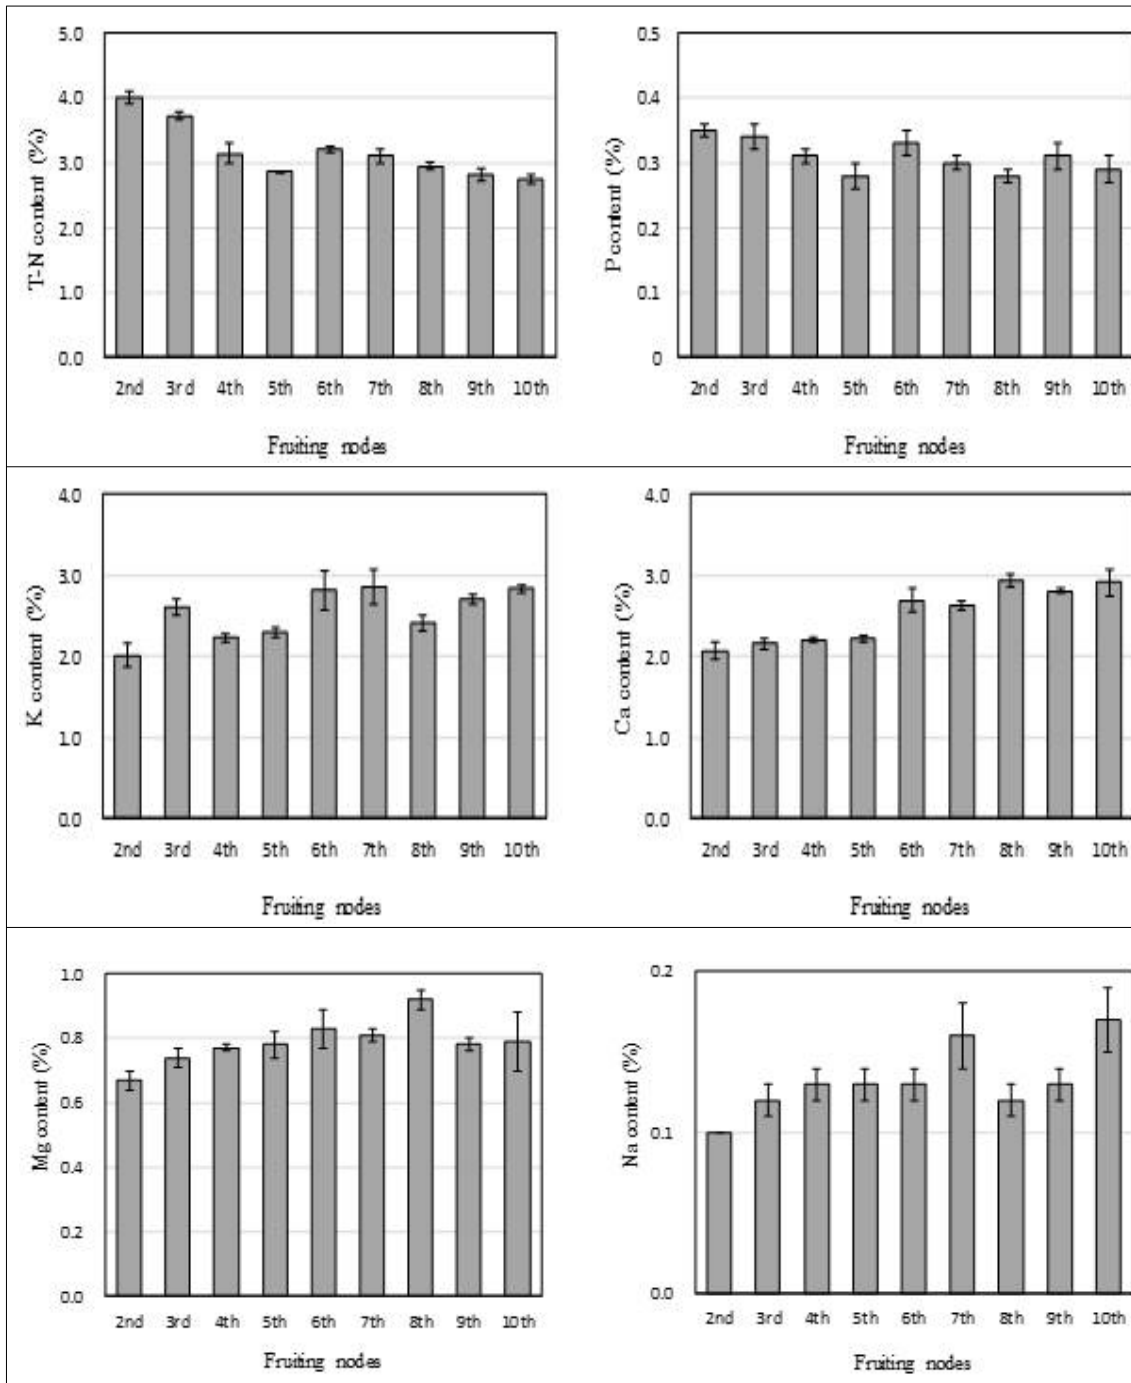 T-N content (%)
5.0
4.0
3.0
2.0
1.0
0.0
2nd 3rd 4th 5th 6th 7th 8th 9th 10th
Fruiting nodes
P content (%)
0.5
0.4
0.3
0.2
0.1
0
2nd 3rd 4th 5th 6th 7th 8th 9th 10th
Fruiting nodes
K content (%)
4.0
3.0
2.0
1.0
0.0
2nd 3rd 4th 5th 6th 7th 8th 9th 10th
Fruiting nodes
Ca content (%)
4.0
3.0
2.0
1.0
0.0
2nd 3rd 4th 5th 6th 7th 8th 9th 10th
Fruiting nodes
Mg content (%)
1.0
0.8
0.6
0.4
0.2
0.0
2nd 3rd 4th 5th 6th 7th 8th 9th 10th
Fruiting nodes
Na content (%)
0.2
0.1
0.0
2nd 3rd 4th 5th 6th 7th 8th 9th 10th
Fruiting nodes